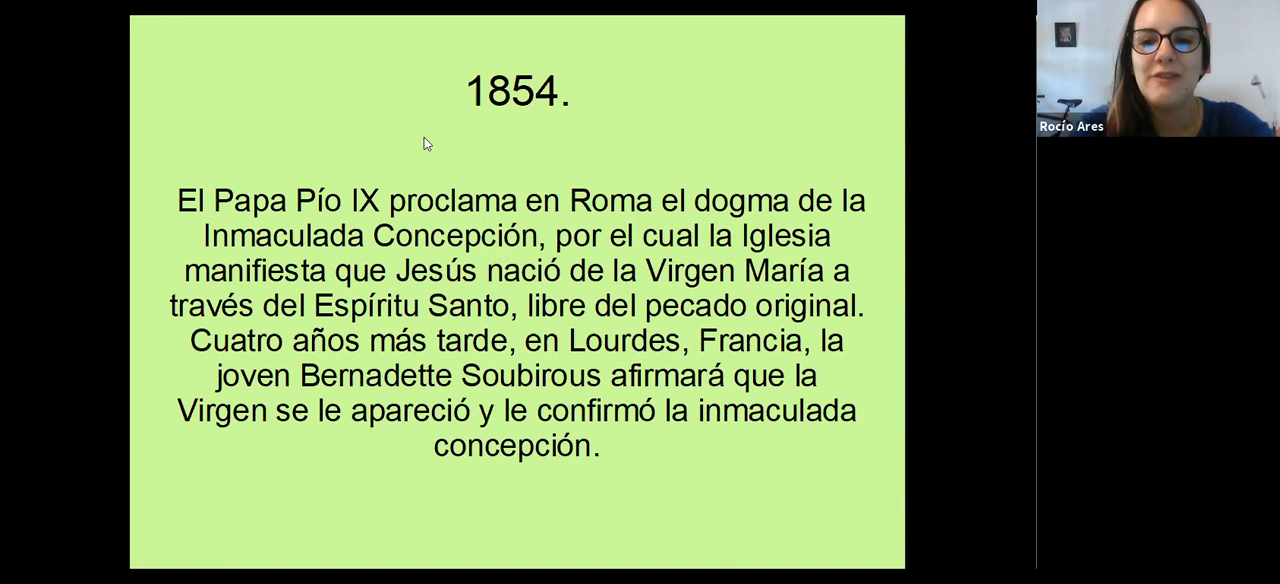 1854.
El Papa Pío IX proclama en Roma el dogma de la
Inmaculada Concepción, por el cual la Iglesia
manifiesta que Jesús nació de la Virgen María a
través del Espíritu Santo, libre del pecado original.
Cuatro años más tarde, en Lourdes, Francia, la
joven Bernadette Soubirous afirmará que la
Virgen se le apareció y le confirmó la inmaculada
concepción.
Rocío Ares